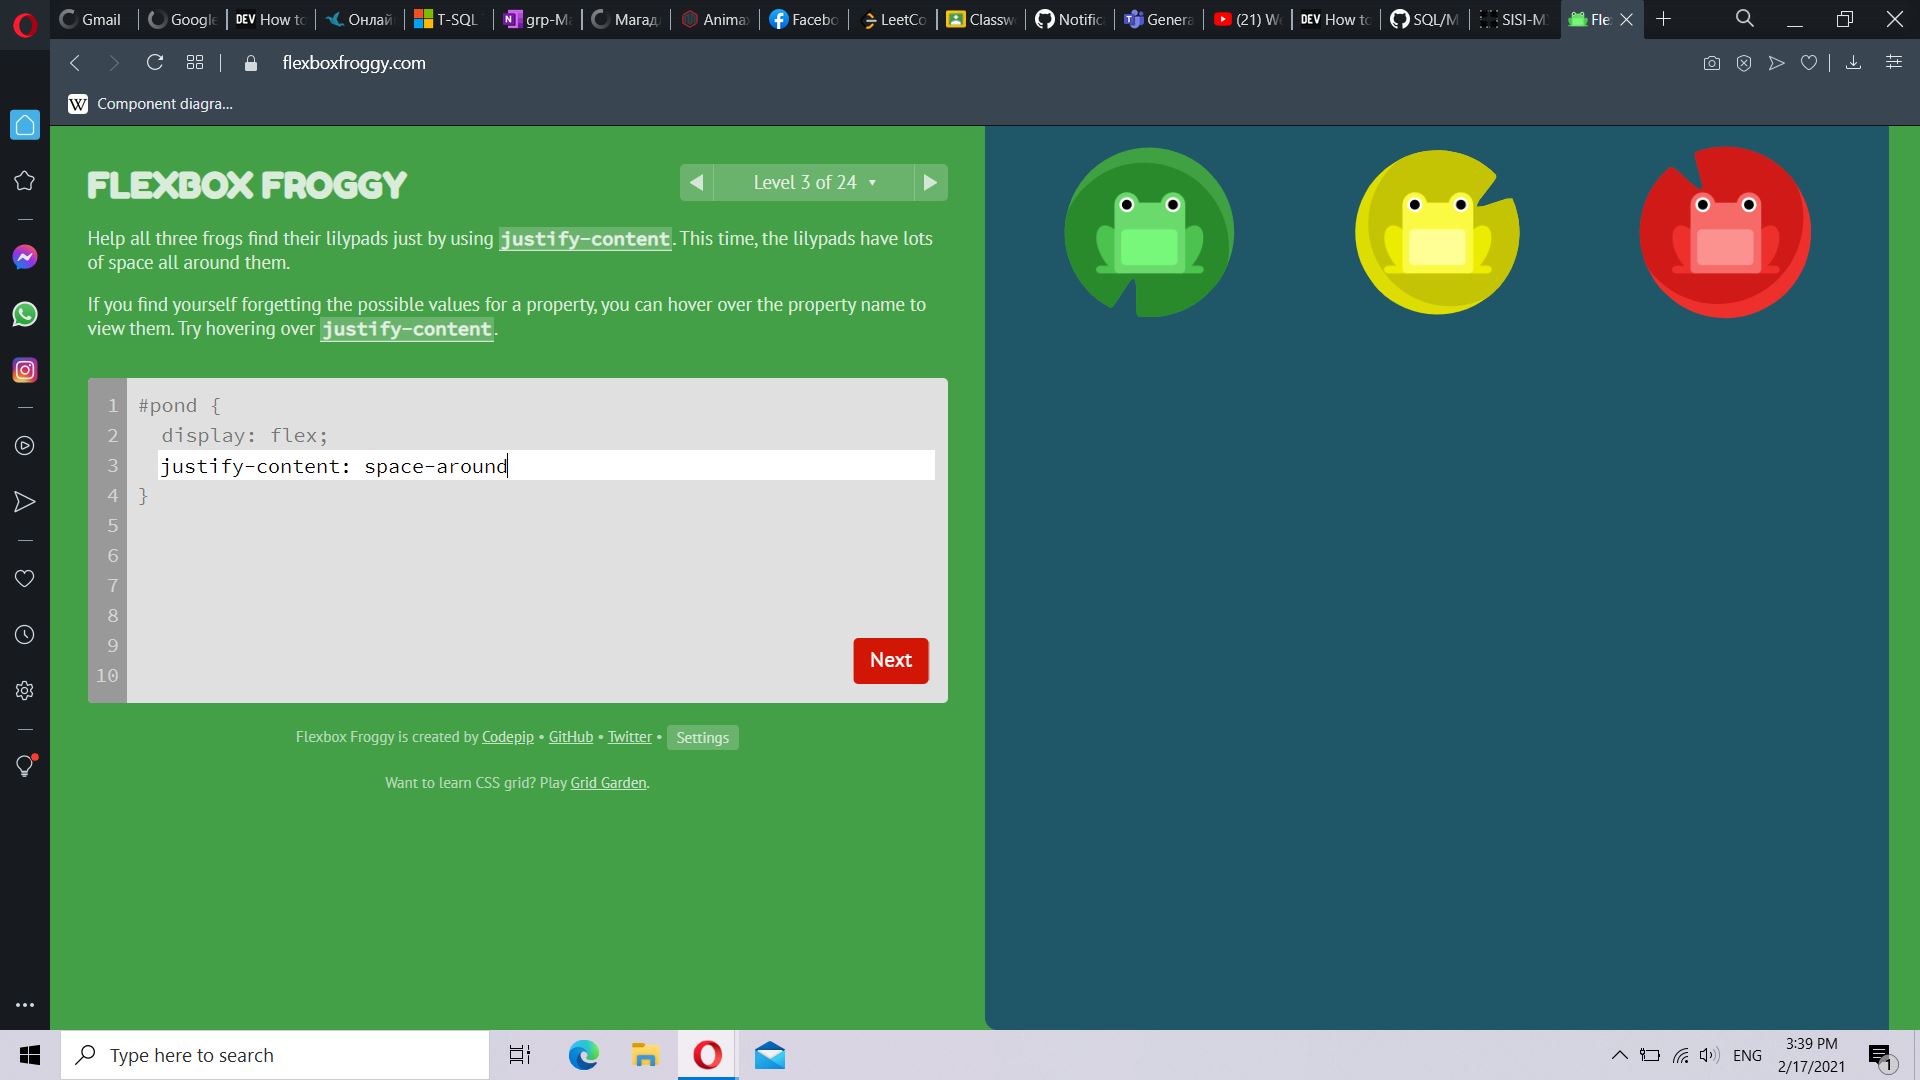 Gmail
Google
DEV How to
Онлай
T-SQL
grp-Ma
Магад
Anima
Facebo
LeetCo
Classw
Notific
Genera
(21) W
DEV How to
SQL/M
SISI-M
Fle
flexboxfroggy.com
W Component diagra...
FLEXBOX FROGGY
Level 3 of 24
Help all three frogs find their lilypads just by using justify-content. This time, the lilypads have lots
of space all around them.
If you find yourself forgetting the possible values for a property, you can hover over the property name to
view them. Try hovering over justify-content.
1 #pond {
2 display: flex;
3 justify-content: space-around
4 }
5
6
7
8
9
10
Next
Flexbox Froggy is created by Codepip • GitHub • Twitter • Settings
Want to learn CSS grid? Play Grid Garden.
Type here to search
ENG
3:39 PM
2/17/2021
1